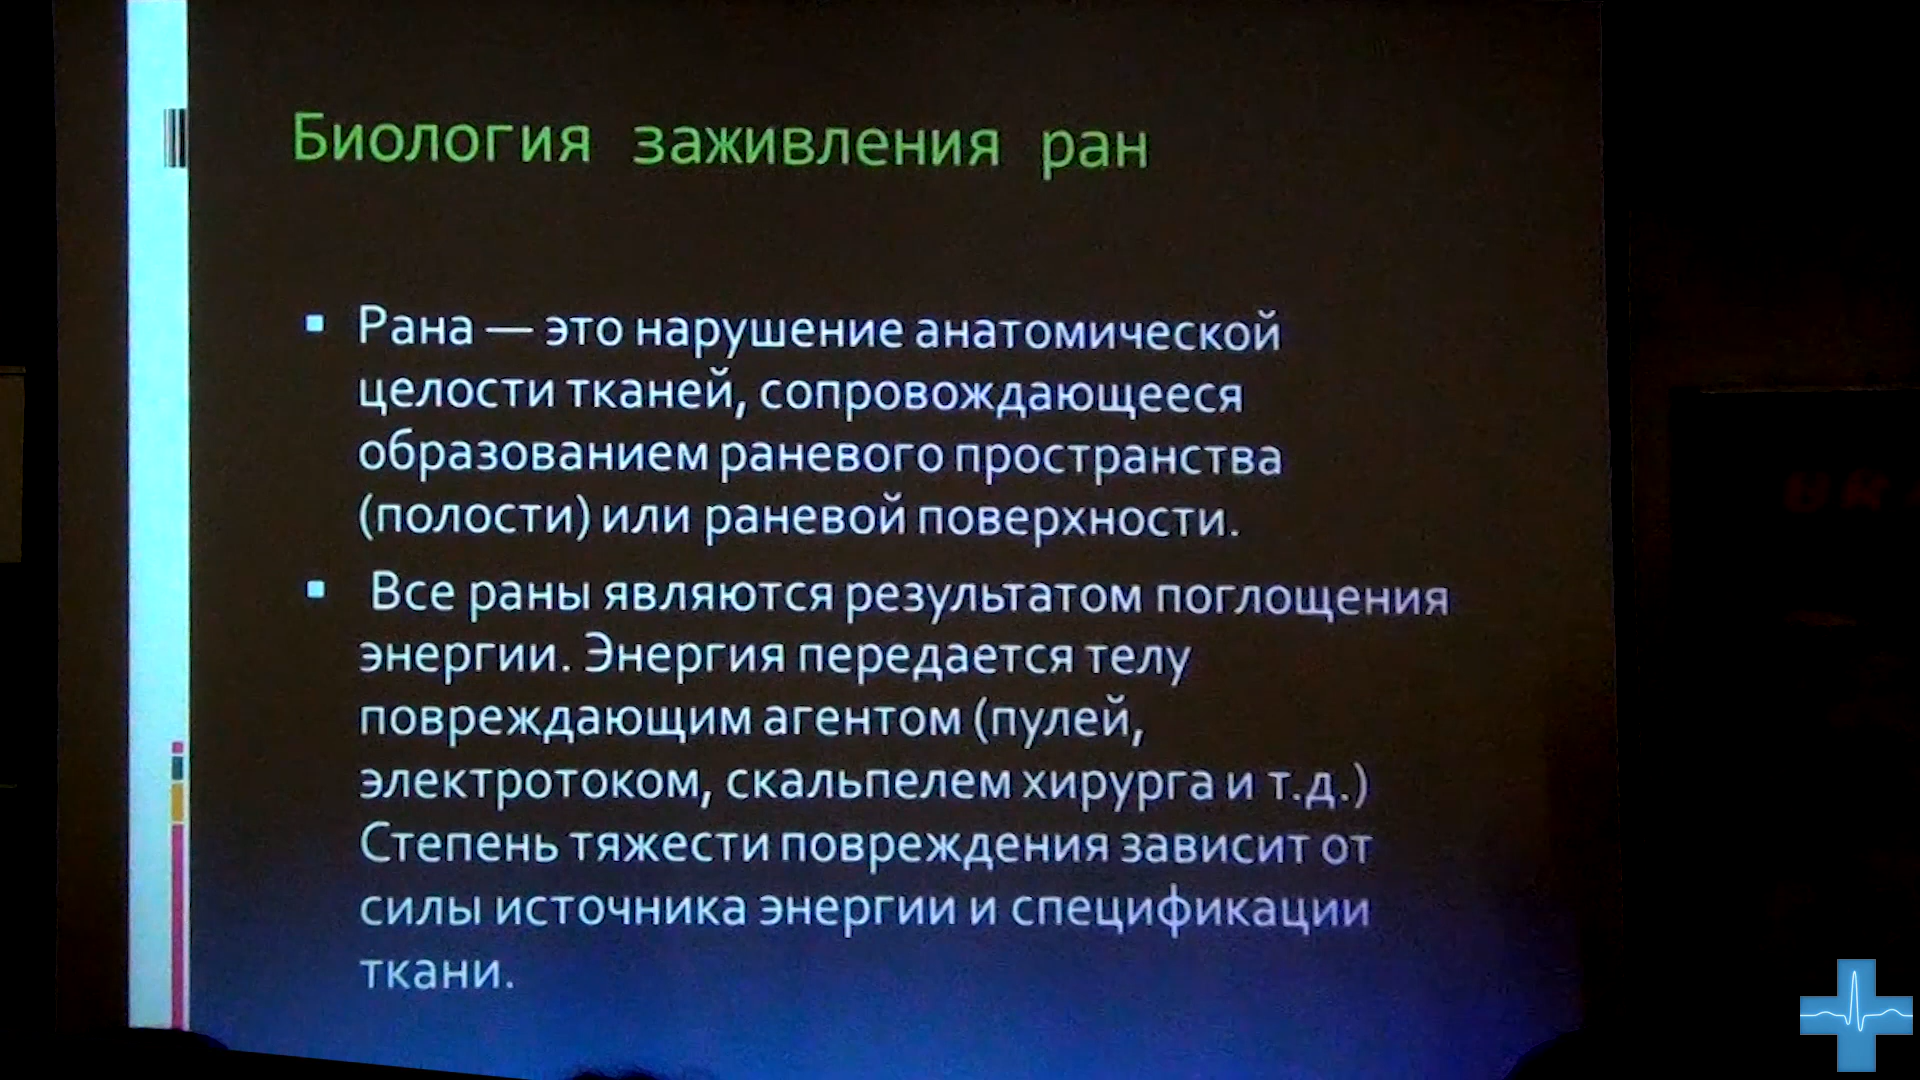 Биология заживления ран
▪ Рана — это нарушение анатомической
целости тканей, сопровождающееся
образованием раневого пространства
(полости) или раневой поверхности.
▪ Все раны являются результатом поглощения
энергии. Энергия передается телу
повреждающим агентом (пулей,
электротоком, скальпелем хирурга и т.д.)
Степень тяжести повреждения зависит от
силы источника энергии и спецификации
ткани.